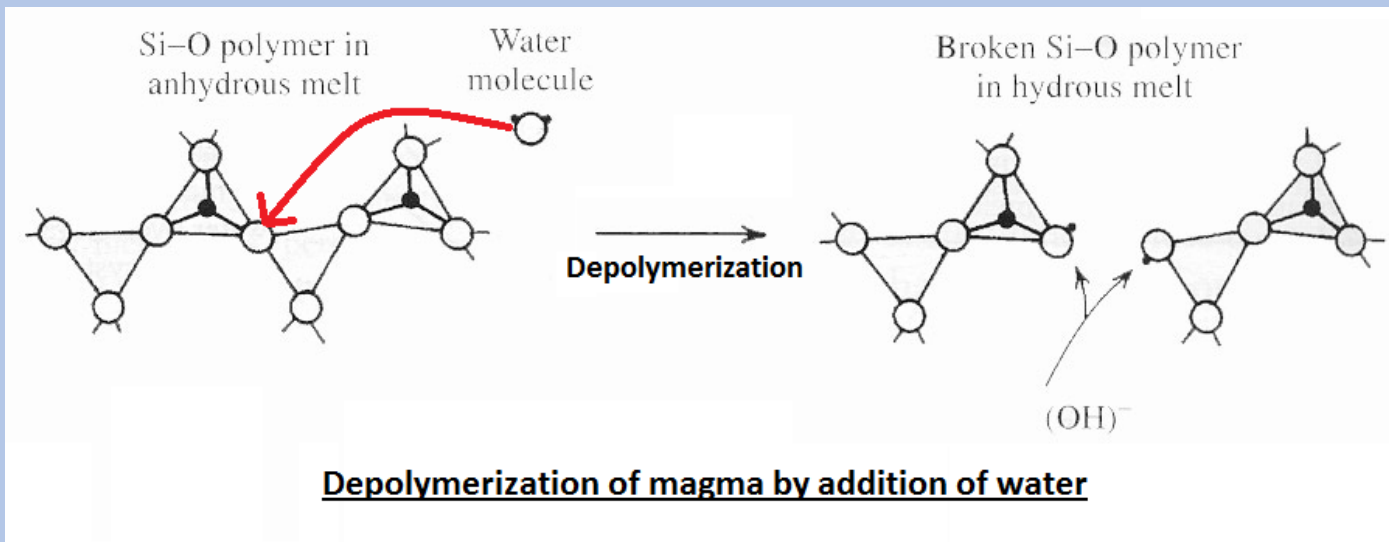 Si–O polymer in
anhydrous melt
Water
molecule
Broken Si–O polymer
in hydrous melt
Depolymerization
(OH)⁻
Depolymerization of magma by addition of water